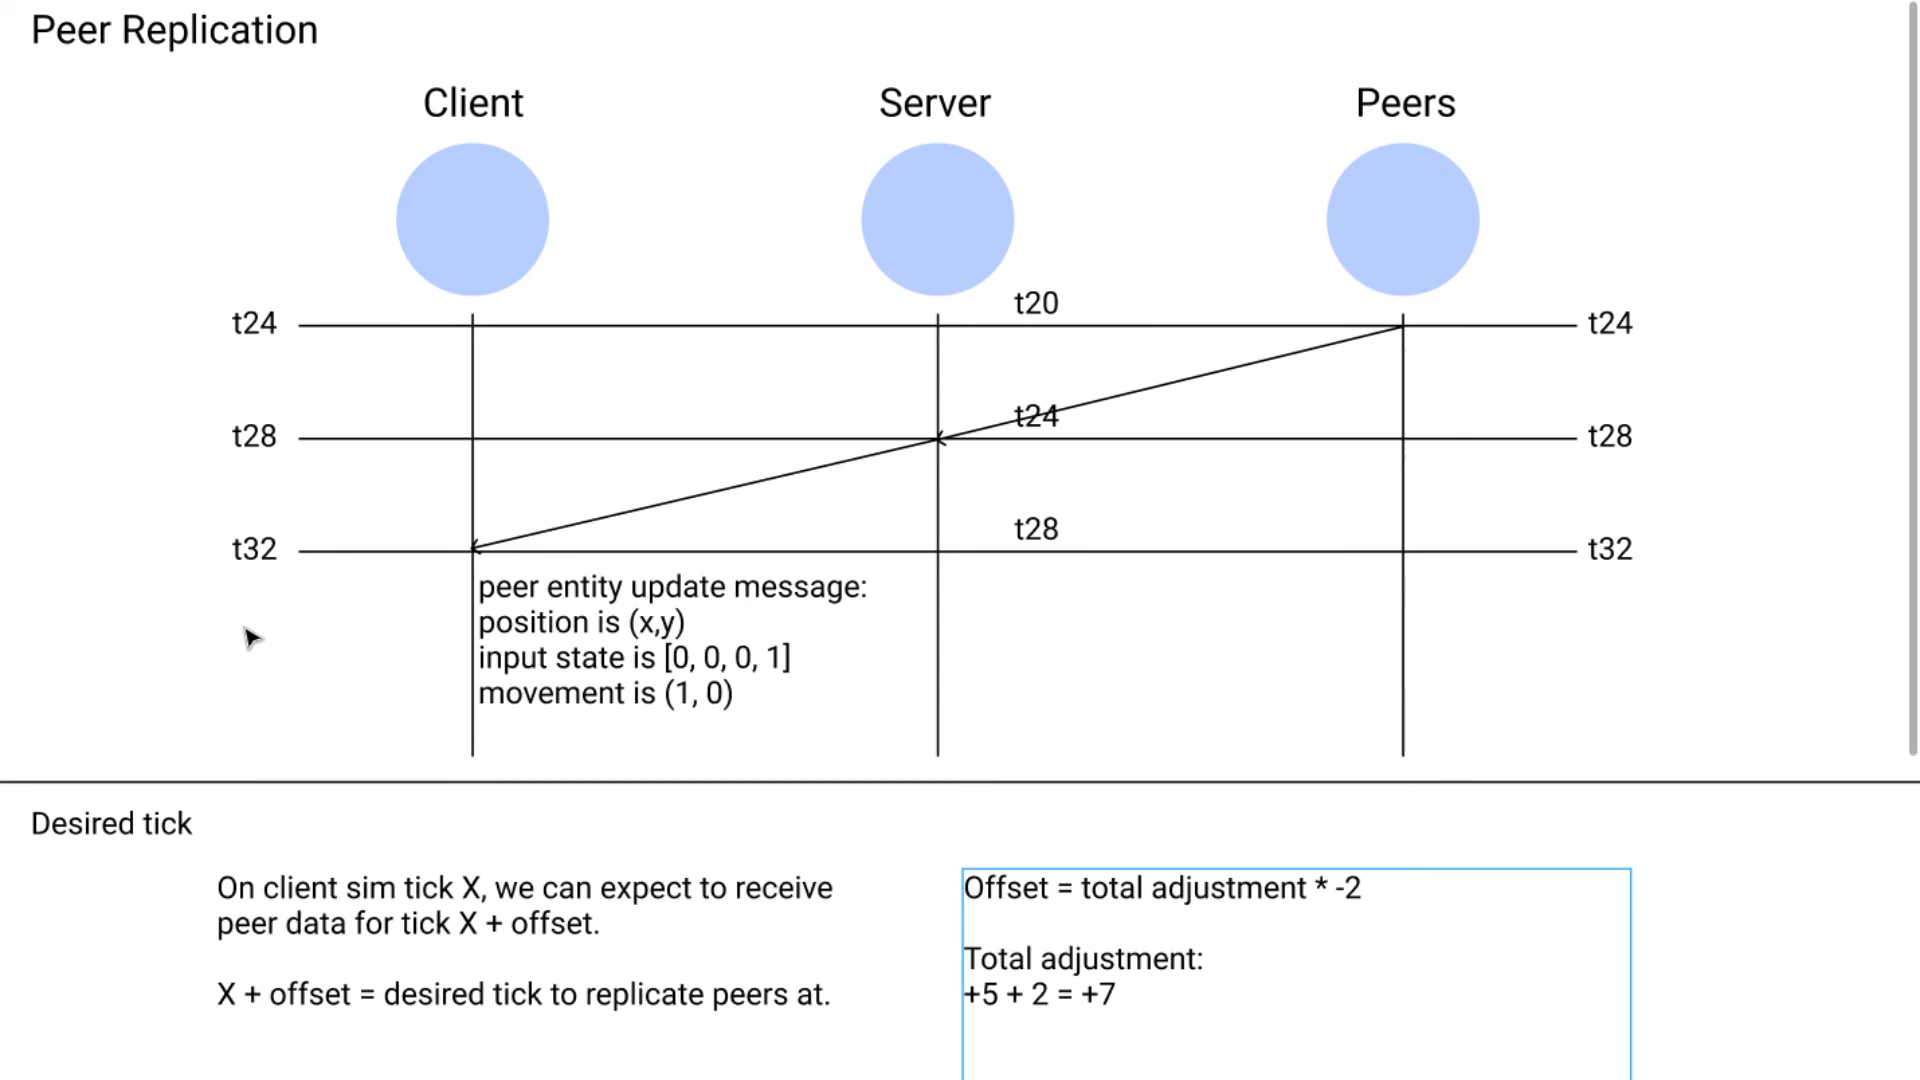 Peer Replication
Client
Server
Peers
t20
t24
t24
t24
t28
t28
t28
t32
t32
peer entity update message:
position is (x,y)
input state is [0, 0, 0, 1]
movement is (1, 0)
Desired tick
On client sim tick X, we can expect to receive
peer data for tick X + offset.
X + offset = desired tick to replicate peers at.
Offset = total adjustment * -2
Total adjustment:
+5 + 2 = +7